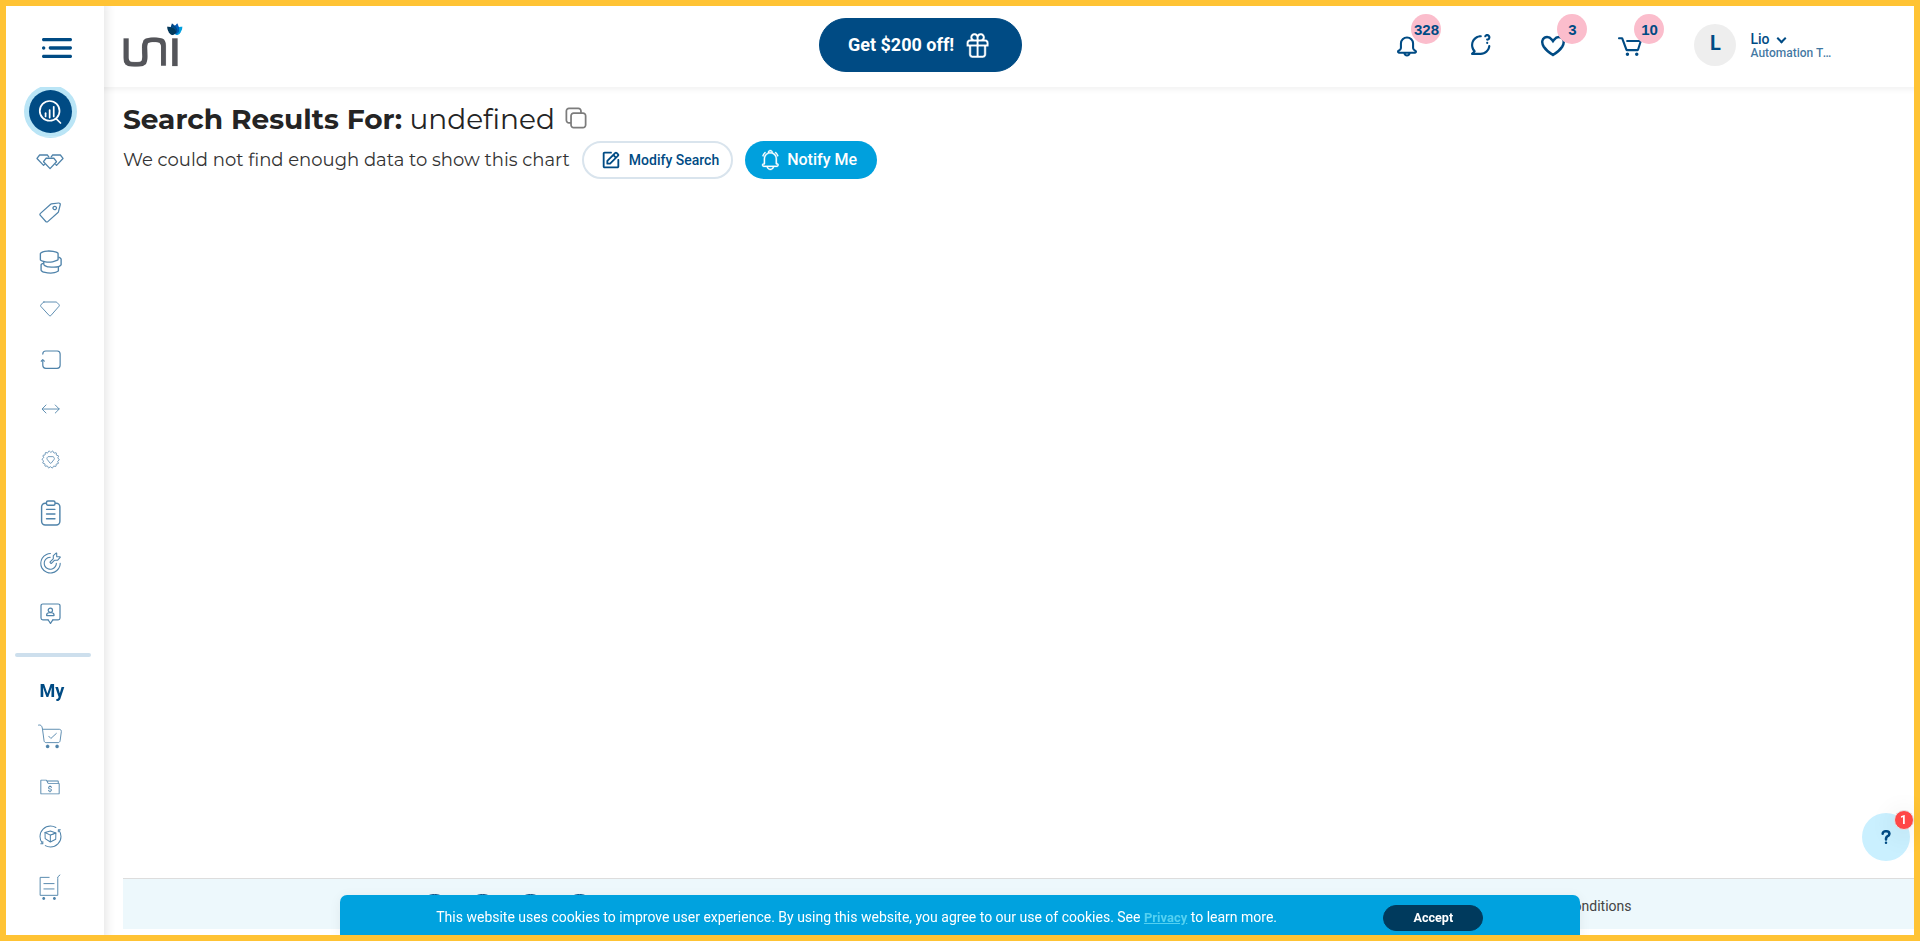 uni
Get $200 off!
328
3
10
L
Lio
Automation T...
Search Results For: undefined
We could not find enough data to show this chart
Modify Search
Notify Me
My
$
1
?
This website uses cookies to improve user experience. By using this website, you agree to our use of cookies. See Privacy to learn more.
Accept
onditions